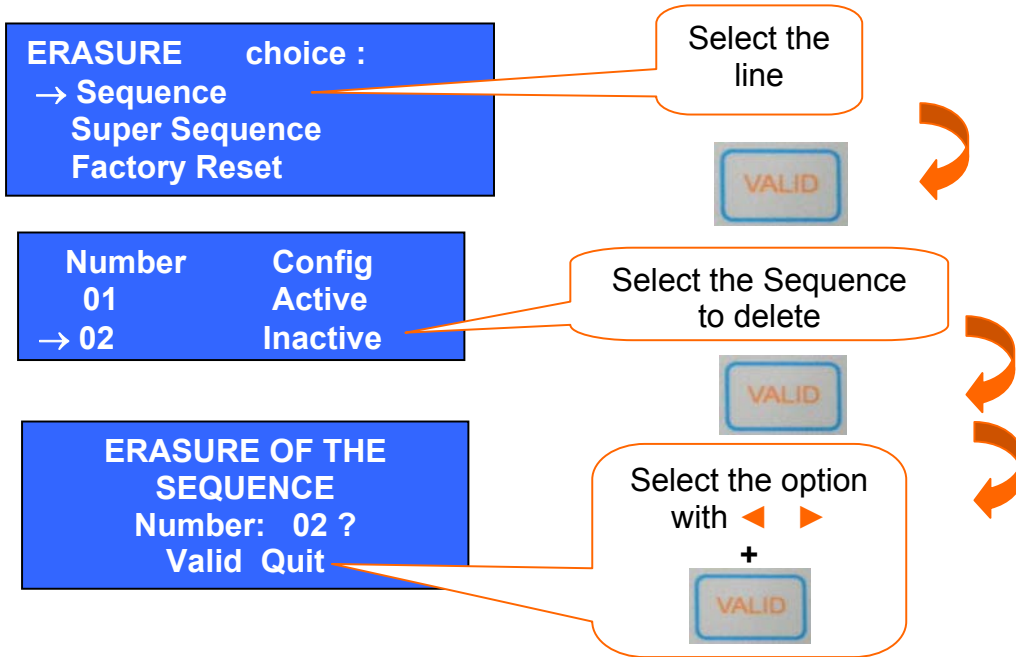 ERASURE choice :
→ Sequence
Super Sequence
Factory Reset
Select the
line
VALID
Number Config
01 Active
→ 02 Inactive
Select the Sequence
to delete
VALID
ERASURE OF THE
SEQUENCE
Number: 02 ?
Valid Quit
Select the option
with ◄ ►
+
VALID